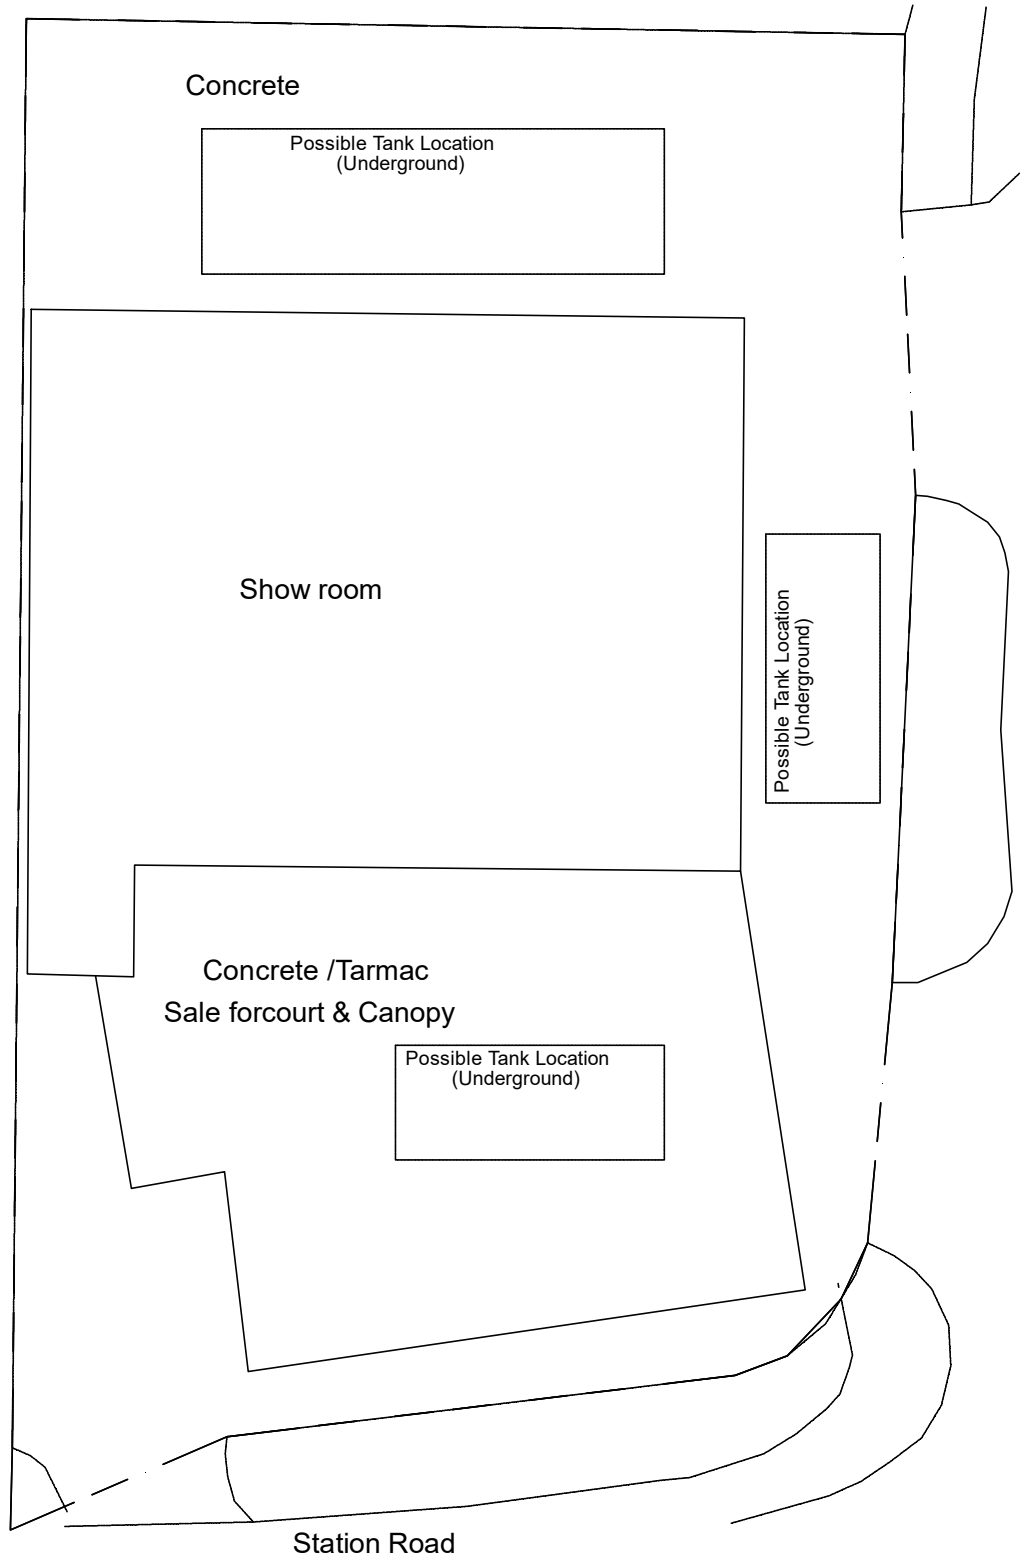 Concrete
Possible Tank Location
(Underground)
Show room
Possible Tank Location
(Underground)
Concrete /Tarmac
Sale forcourt & Canopy
Possible Tank Location
(Underground)
Station Road